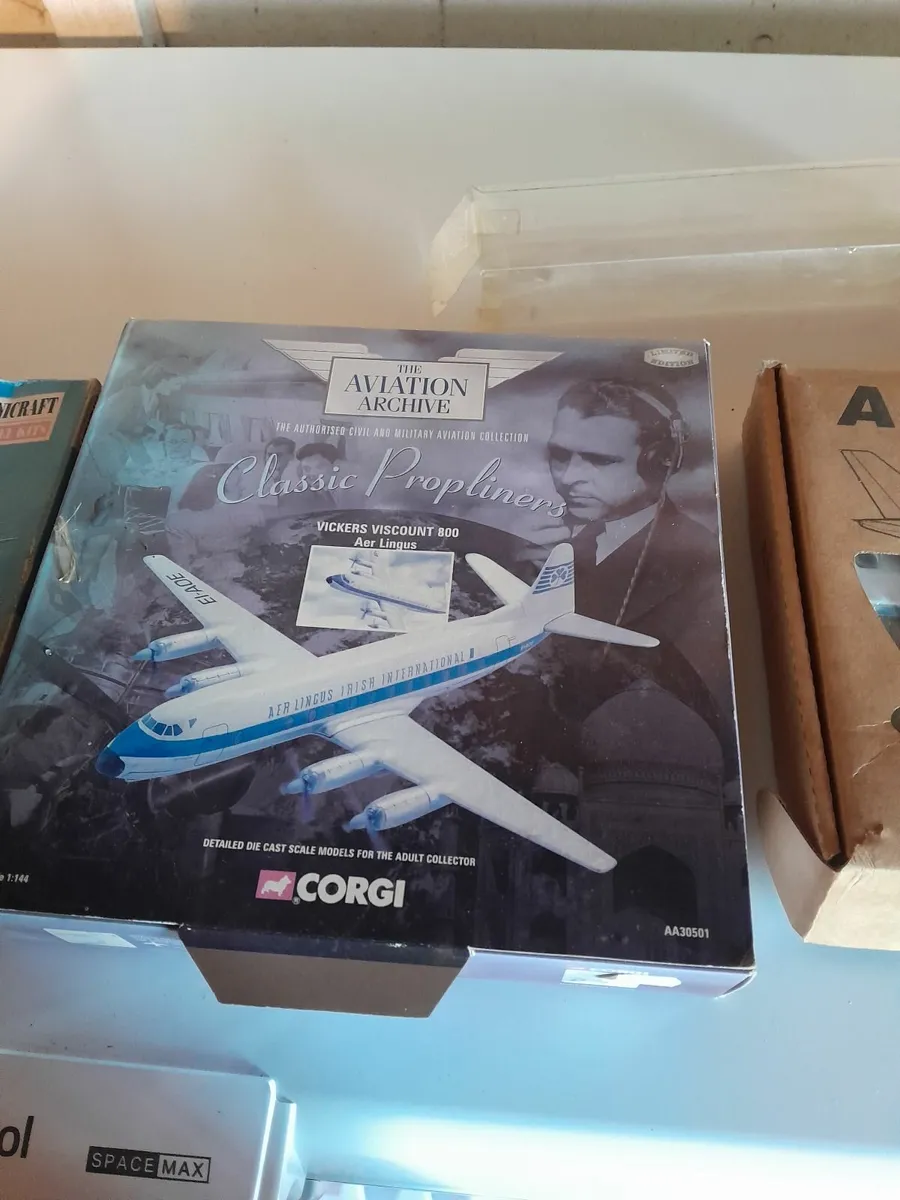 NICRAFT
KITS
THE
AVIATION
ARCHIVE
LIMITED
EDITION
THE AUTHORISED CIVIL AND MILITARY AVIATION COLLECTION
Classic Propliners
VICKERS VISCOUNT 800
Aer Lingus
EI-AOE
AER LINGUS IRISH INTERNATIONAL
DETAILED DIE CAST SCALE MODELS FOR THE ADULT COLLECTOR
CORGI
1:144
AA30501
A
ol
SPACEMAX